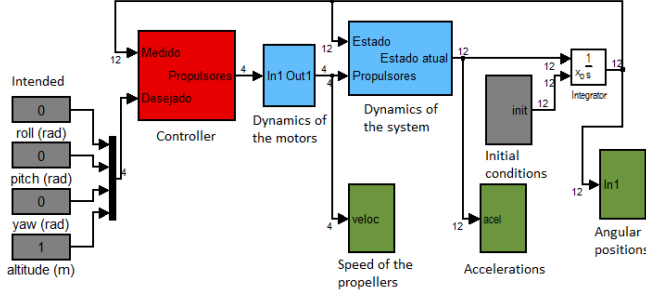 Intended
0
roll (rad)
0
pitch (rad)
0
yaw (rad)
1
altitude (m)
4
12
Medido
Propulsores
Desejado
4
Controller
In1 Out1
4
4
Dynamics of
the motors
12
Estado
Estado atual
Propulsores
12
12
Dynamics of
the system
init
12
12
12
Initial
conditions
1
x₀ s
Integrator
12
12
In1
Angular
positions
4
veloc
Speed of the
propellers
12
acel
Accelerations